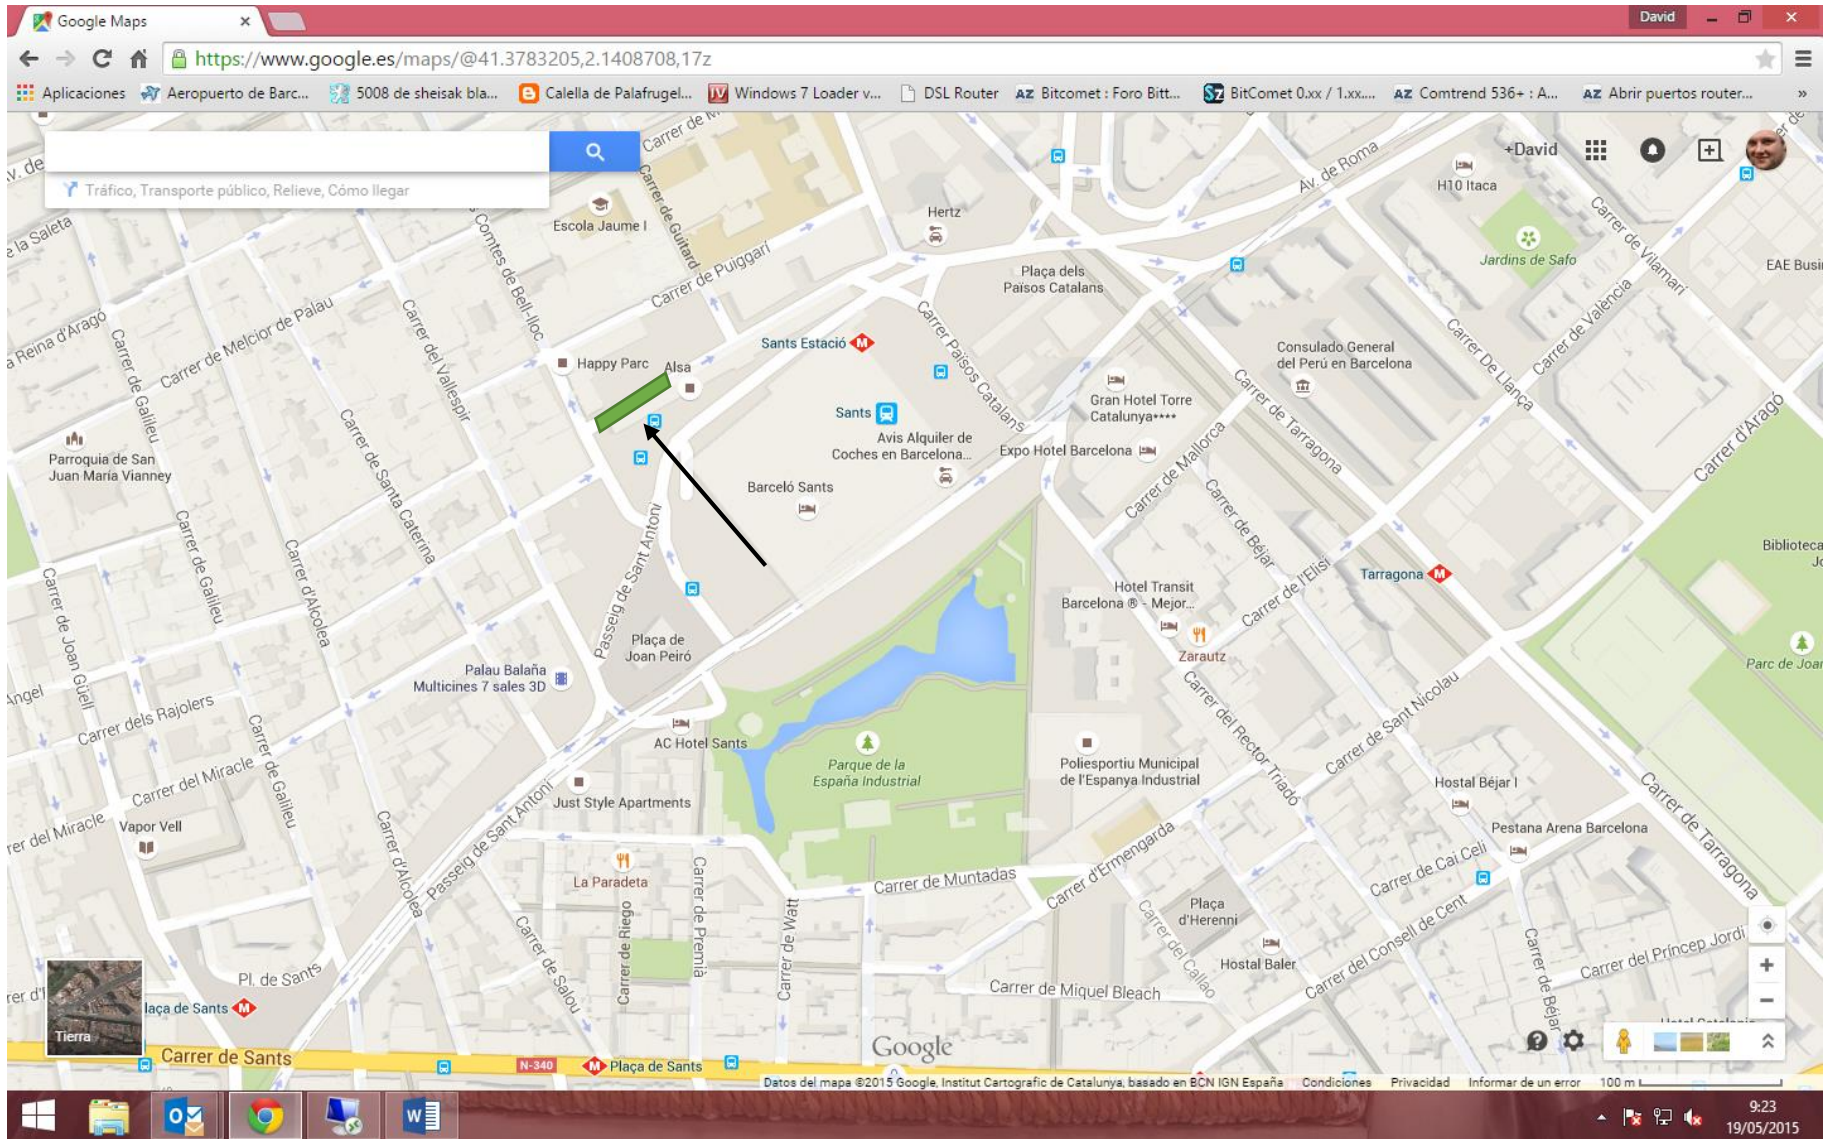 Google Maps
David
https://www.google.es/maps/@41.3783205,2.1408708,17z
Aplicaciones
Aeropuerto de Barc...
5008 de sheisak bla...
Calella de Palafrugel...
Windows 7 Loader v...
DSL Router
Bitcomet : Foro Bitt...
BitComet 0.xx / 1.xx....
Comtrend 536+ : A...
Abrir puertos router...
»
Tráfico, Transporte público, Relieve, Cómo llegar
+David
Av. de Roma
H10 Itaca
Carrer de Vilamarí
Escola Jaume I
Carrer de Guitard
Hertz
Jardins de Safo
EAE Busi
e la Saleta
Comtes de Bell-lloc
Carrer de Puiggarí
Plaça dels
Països Catalans
Carrer de València
a Reina d'Aragó
Carrer de Melcior de Palau
Carrer de Galileu
Carrer del Vallespir
Sants Estació
Carrer Països Catalans
Consulado General
del Perú en Barcelona
Carrer De Llança
Happy Parc
Alsa
Gran Hotel Torre
Catalunya****
Carrer de Tarragona
Sants
Avis Alquiler de
Coches en Barcelona...
Expo Hotel Barcelona
Carrer de Mallorca
Carrer d'Aragó
Parroquia de San
Juan María Vianney
Carrer de Santa Caterina
Barceló Sants
Carrer de Béjar
Carrer de Galileu
Carrer d'Alcolea
Passeig de Sant Antoni
Biblioteca
Carrer de Joan Güell
Hotel Transit
Barcelona ® - Mejor...
Carrer de l'Elisi
Tarragona
Plaça de
Joan Peiró
Zarautz
Parc de Joan
Palau Balaña
Multicines 7 sales 3D
Angel
Carrer dels Rajolers
Carrer de Galileu
Carrer del Rector Triadó
Carrer de Sant Nicolau
AC Hotel Sants
Parque de la
España Industrial
Poliesportiu Municipal
de l'Espanya Industrial
Carrer del Miracle
Just Style Apartments
Hostal Béjar I
Carrer de Tarragona
rer del Miracle
Vapor Vell
Carrer d'Alcolea
Passeig de Sant Antoni
Pestana Arena Barcelona
La Paradeta
Carrer de Premià
Carrer de Muntadas
Carrer d'Ermengarda
Carrer de Cai Celi
Carrer de Riego
Carrer de Watt
Plaça
d'Herenni
Carrer del Callao
Carrer del Consell de Cent
Carrer de Salou
Hostal Baler
Carrer de Béjar
Carrer del Príncep Jordi
Pl. de Sants
laça de Sants
Carrer de Miquel Bleach
Tierra
Google
Carrer de Sants
N-340
Plaça de Sants
Datos del mapa ©2015 Google, Institut Cartografic de Catalunya, basado en BCN IGN España
Condiciones
Privacidad
Informar de un error
100 m
9:23
19/05/2015